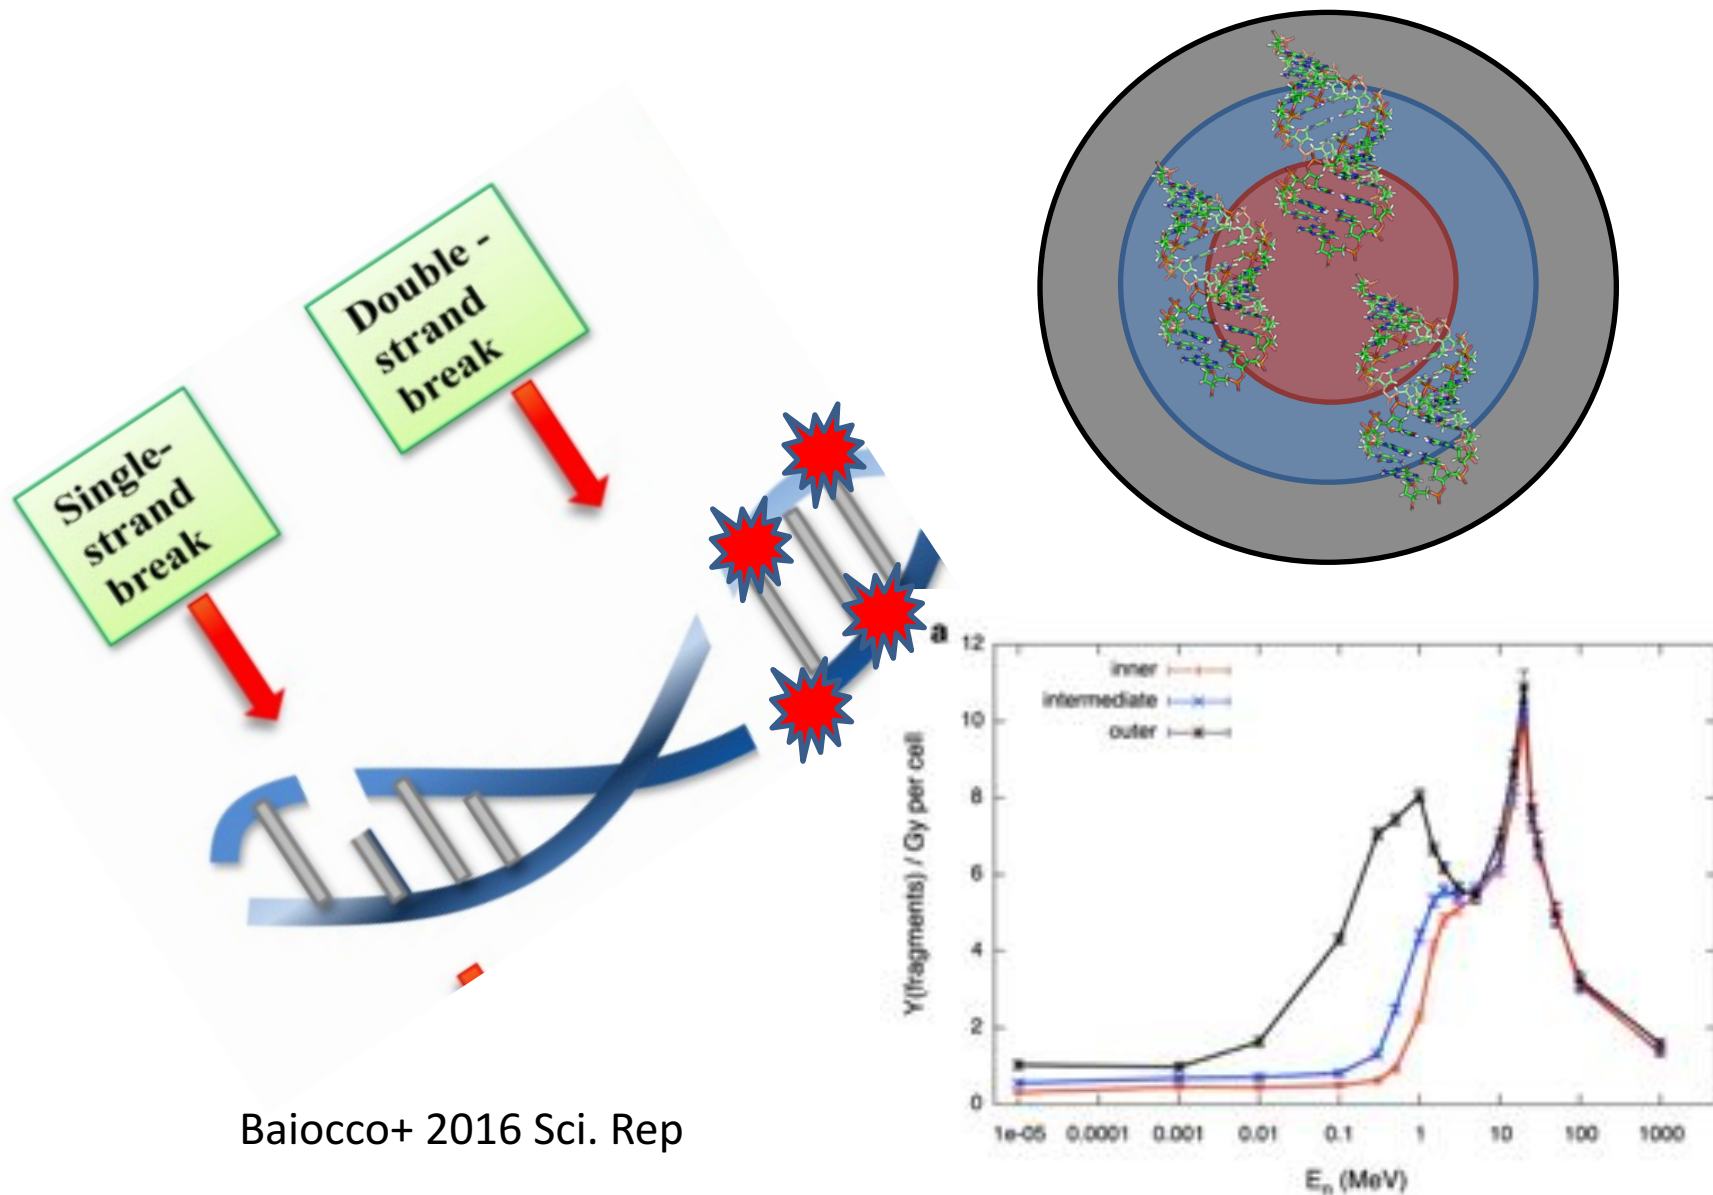 Double -
strand
break
Single-
strand
break
a
Y(fragments) / Gy per cell
12
10
8
6
4
2
0
inner
intermediate
outer
1e-05 0.0001 0.001 0.01 0.1 1 10 100 1000
Eₙ (MeV)
Baiocco+ 2016 Sci. Rep